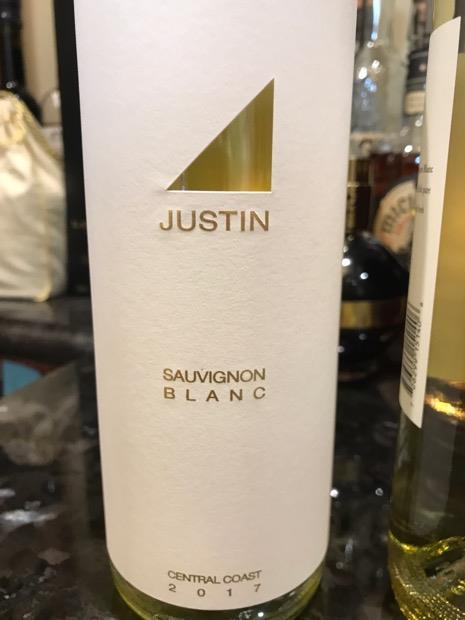 JUSTIN
SAUVIGNON
BLANC
CENTRAL COAST
2017